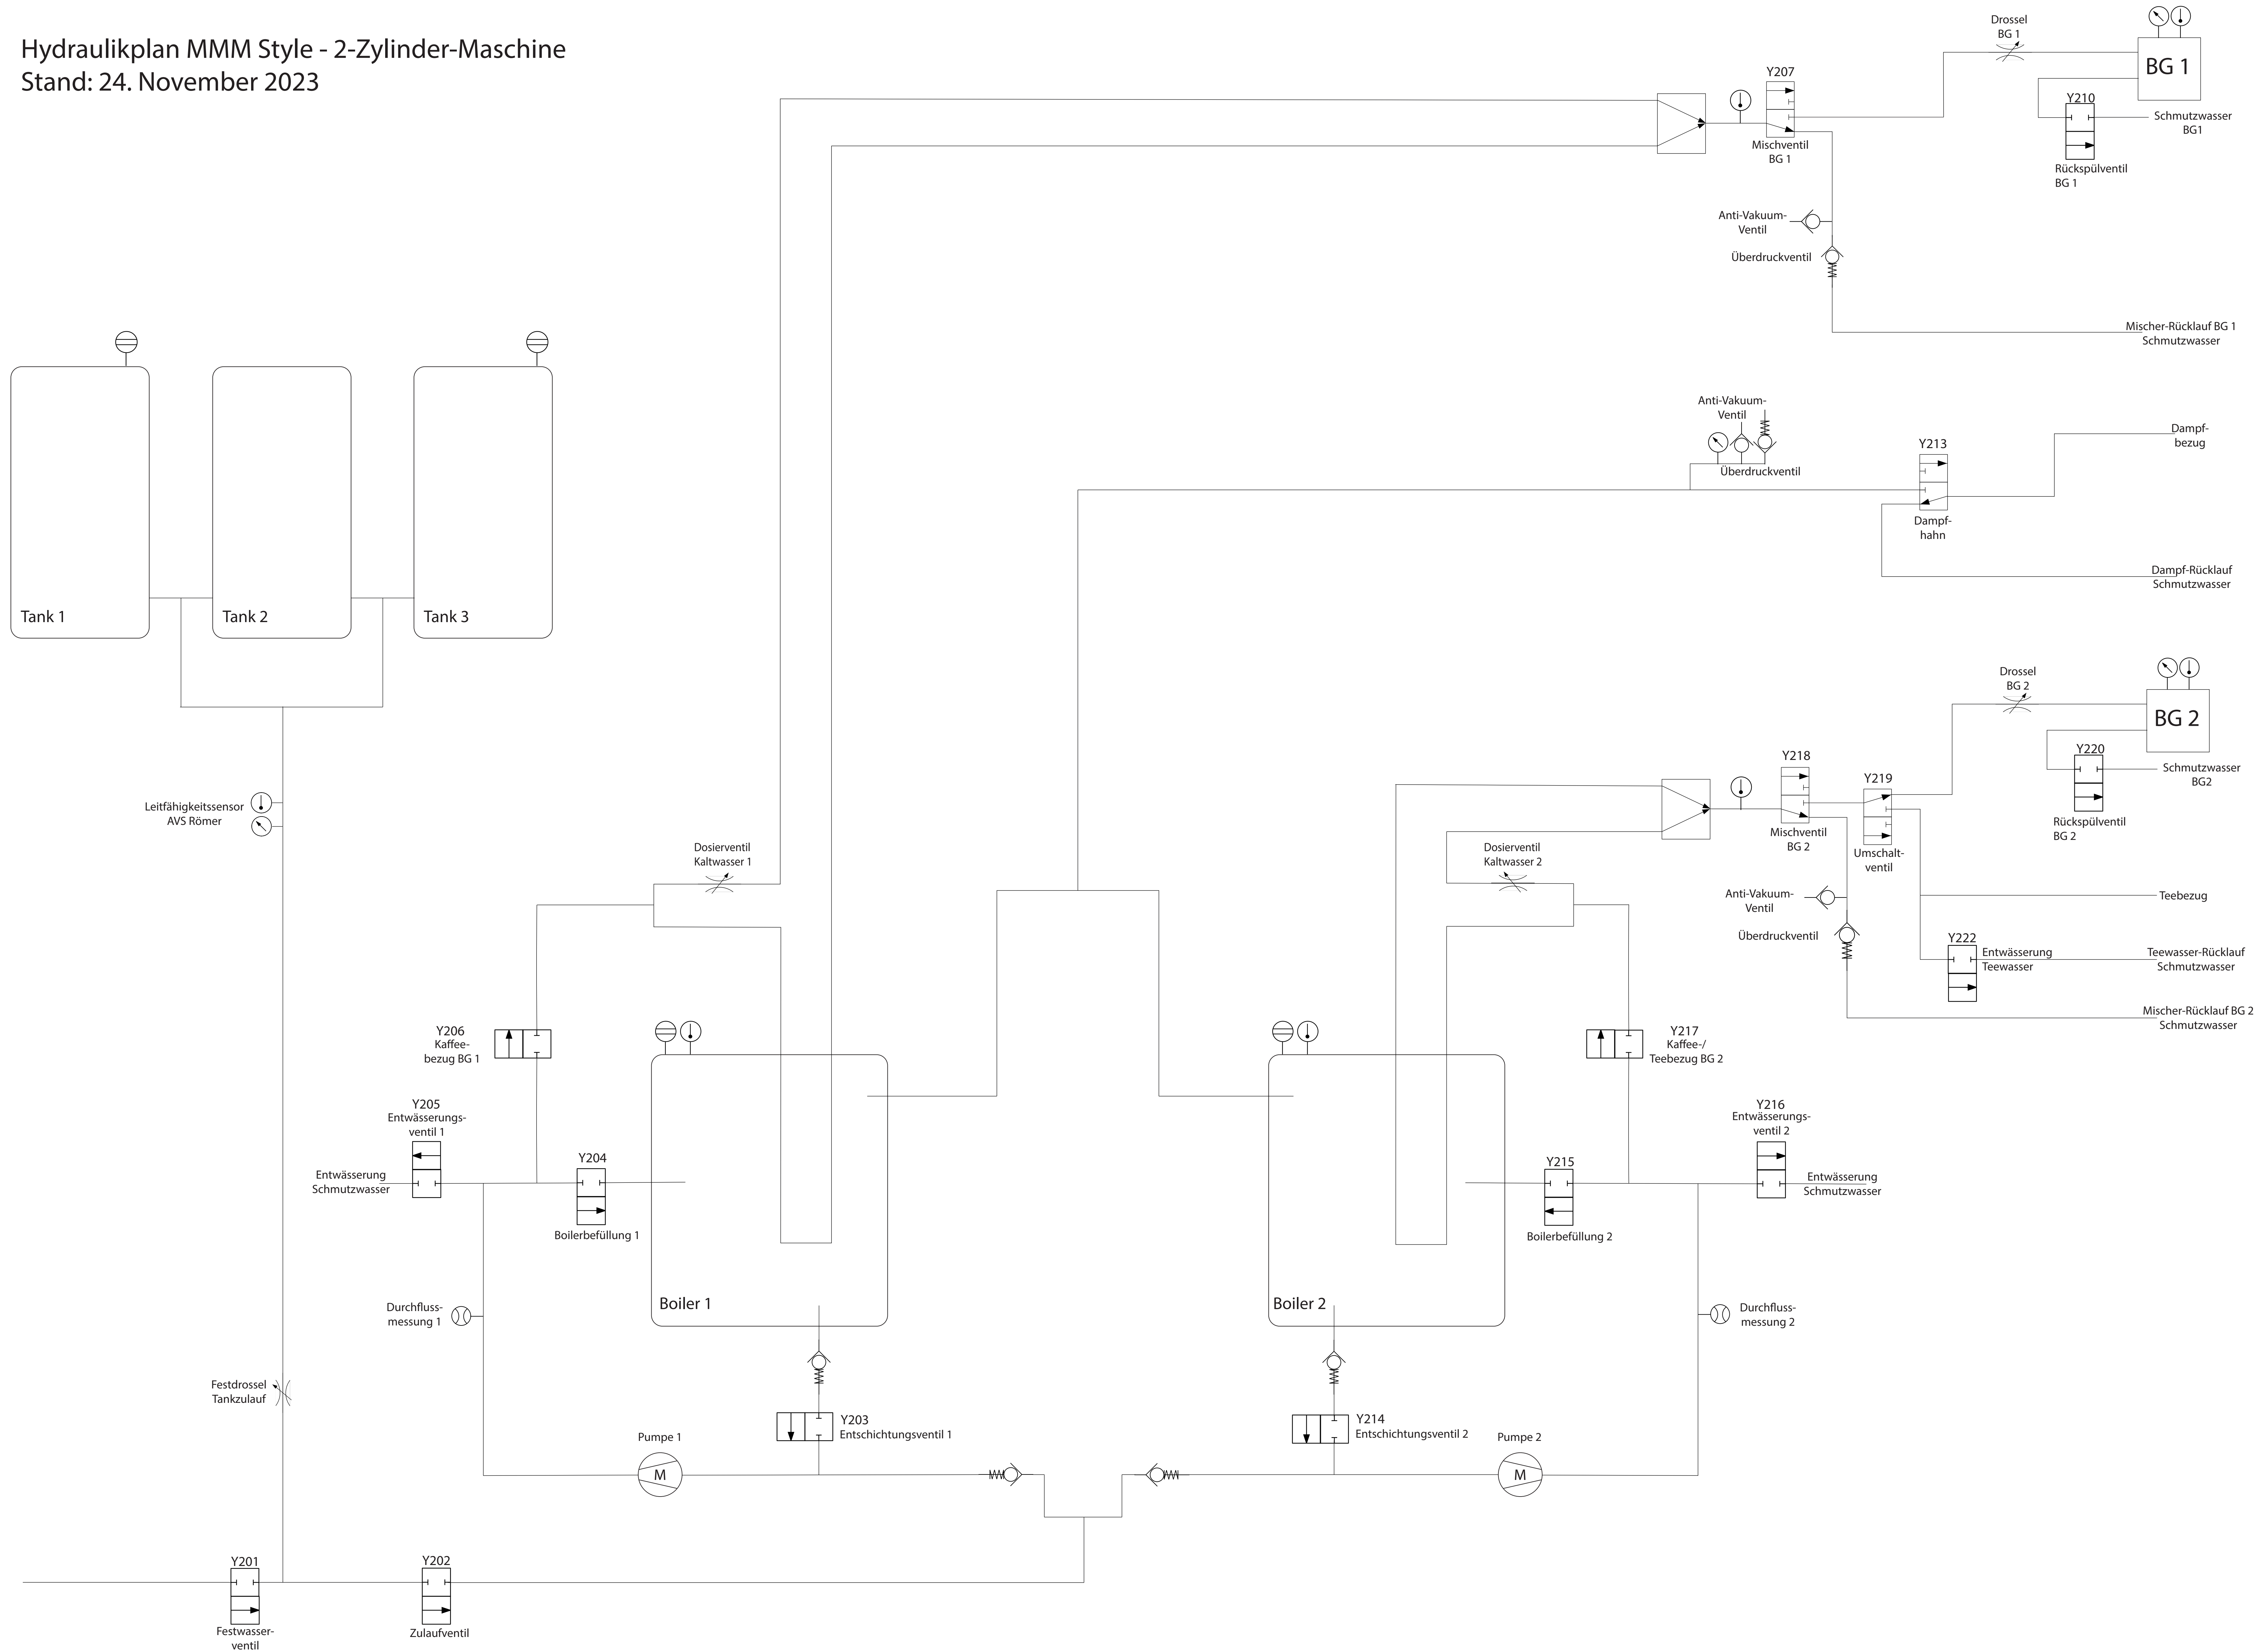 Hydraulikplan MMM Style - 2-Zylinder-Maschine
Stand: 24. November 2023
Drossel
BG 1
BG 1
Y207
Mischventil
BG 1
Y210
Schmutzwasser
BG1
Rückspülventil
BG 1
Anti-Vakuum-
Ventil
Überdruckventil
Mischer-Rücklauf BG 1
Schmutzwasser
Tank 1
Tank 2
Tank 3
Anti-Vakuum-
Ventil
Überdruckventil
Y213
Dampf-
hahn
Dampf-
bezug
Dampf-Rücklauf
Schmutzwasser
Drossel
BG 2
BG 2
Y218
Mischventil
BG 2
Y219
Umschalt-
ventil
Y220
Schmutzwasser
BG2
Rückspülventil
BG 2
Leitfähigkeitssensor
AVS Römer
Dosierventil
Kaltwasser 1
Dosierventil
Kaltwasser 2
Anti-Vakuum-
Ventil
Überdruckventil
Teebezug
Y222
Entwässerung
Teewasser
Teewasser-Rücklauf
Schmutzwasser
Mischer-Rücklauf BG 2
Schmutzwasser
Y206
Kaffee-
bezug BG 1
Y217
Kaffee-/
Teebezug BG 2
Y205
Entwässerungs-
ventil 1
Entwässerung
Schmutzwasser
Y204
Boilerbefüllung 1
Y215
Boilerbefüllung 2
Y216
Entwässerungs-
ventil 2
Entwässerung
Schmutzwasser
Boiler 1
Boiler 2
Durchfluss-
messung 1
Durchfluss-
messung 2
Festdrossel
Tankzulauf
Y203
Entschichtungsventil 1
Y214
Entschichtungsventil 2
Pumpe 1
M
Pumpe 2
M
Y201
Festwasser-
ventil
Y202
Zulaufventil